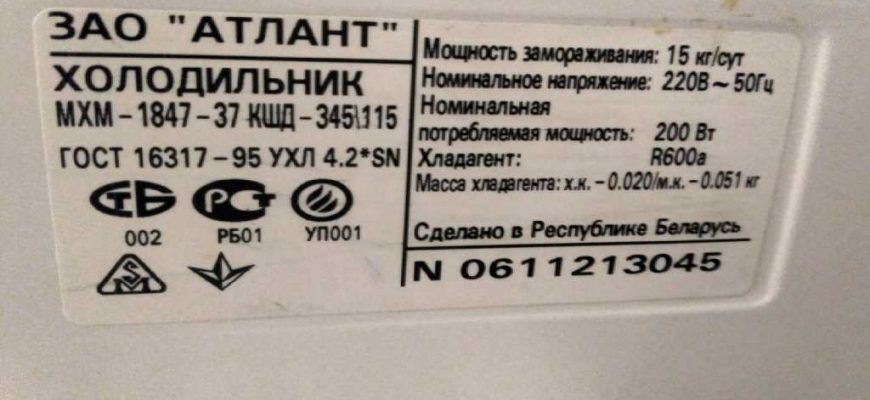 ЗАО "АТЛАНТ"
ХОЛОДИЛЬНИК
МХМ-1847-37 КШД-345\115
ГОСТ 16317-95 УХЛ 4.2*SN
СТБ РСТ
002 РБ01 УП001
Мощность замораживания: 15 кг/сут
Номинальное напряжение: 220В ~ 50Гц
Номинальная
потребляемая мощность: 200 Вт
Хладагент: R600a
Масса хладагента: х.к. -0.020/м.к. -0.051 кг
Сделано в Республике Беларусь
N 0611213045